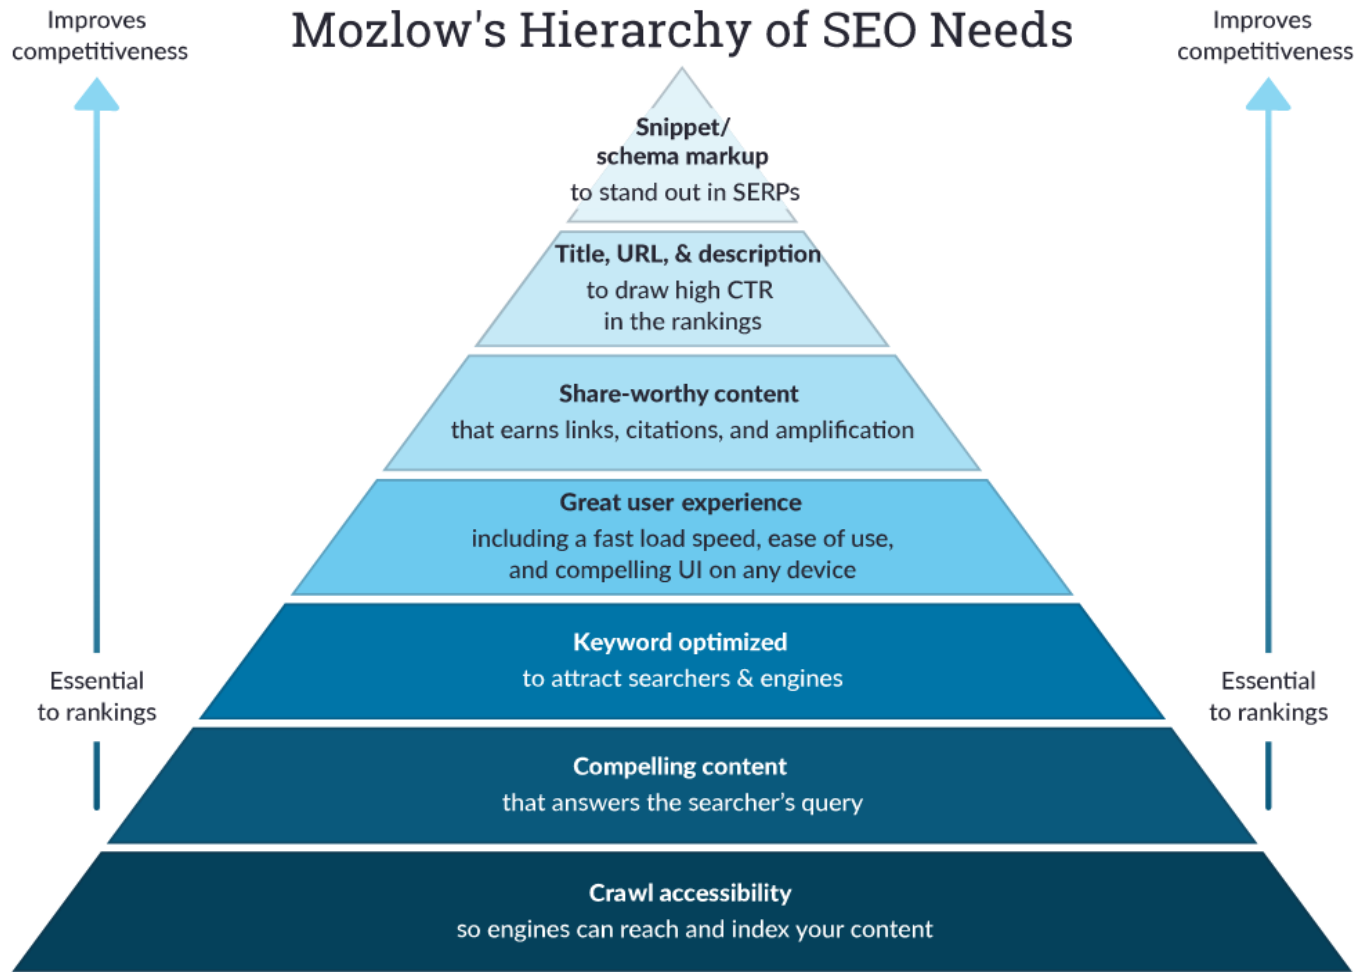 Improves
competitiveness
Mozlow's Hierarchy of SEO Needs
Improves
competitiveness
Snippet/
schema markup
to stand out in SERPs
Title, URL, & description
to draw high CTR
in the rankings
Share-worthy content
that earns links, citations, and amplification
Great user experience
including a fast load speed, ease of use,
and compelling UI on any device
Keyword optimized
to attract searchers & engines
Essential
to rankings
Essential
to rankings
Compelling content
that answers the searcher’s query
Crawl accessibility
so engines can reach and index your content